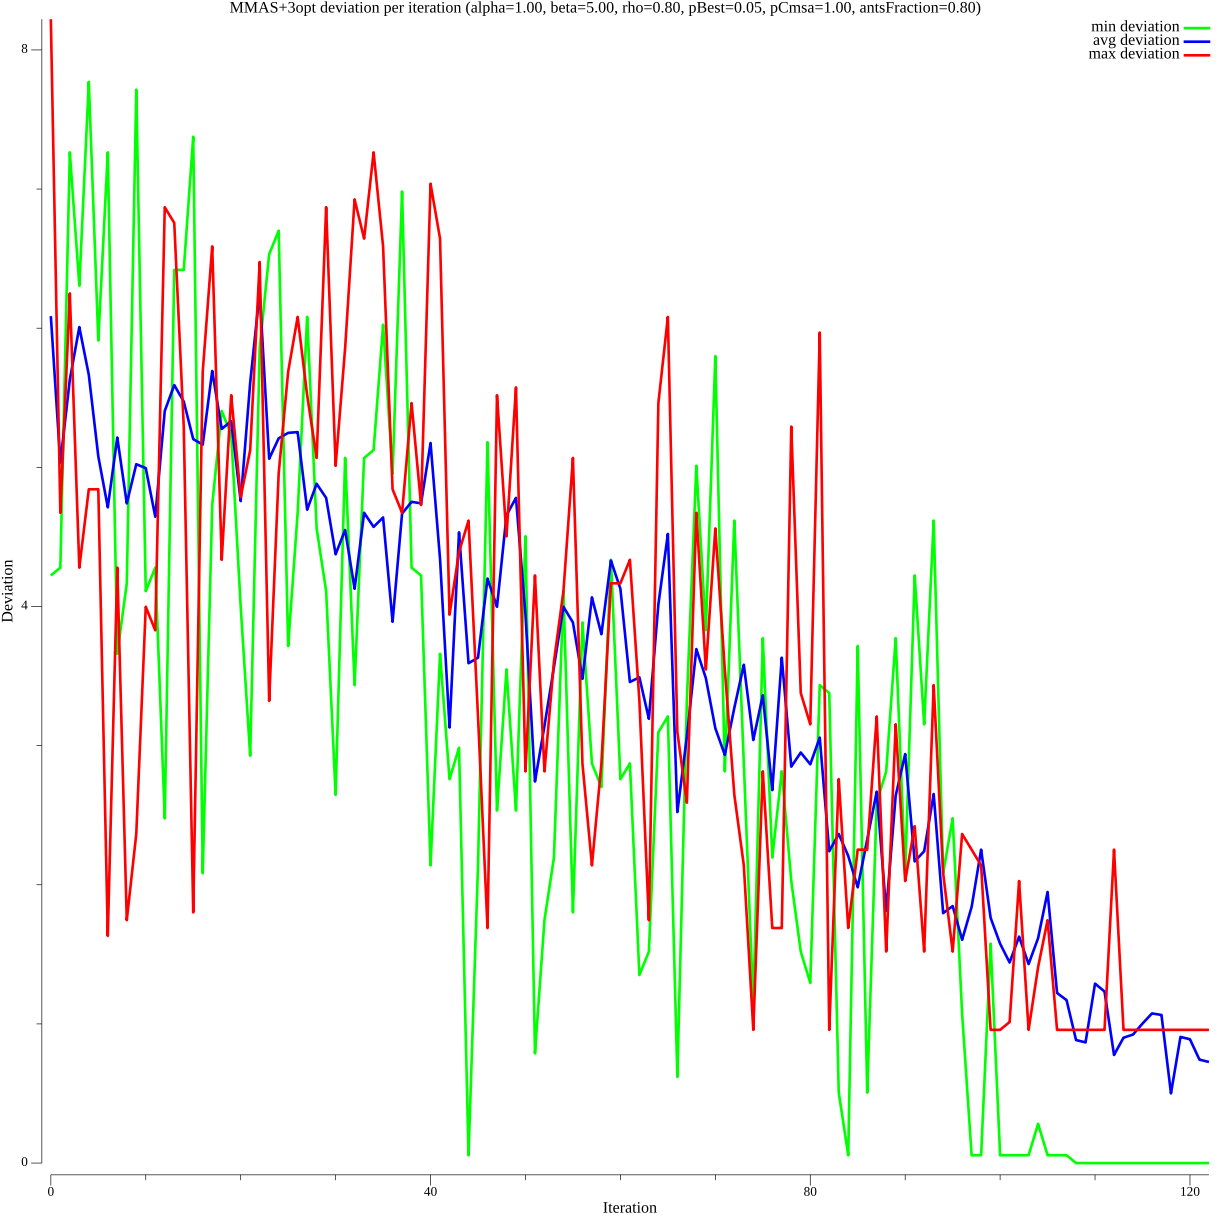 MMAS+3opt deviation per iteration (alpha=1.00, beta=5.00, rho=0.80, pBest=0.05, pCmsa=1.00, antsFraction=0.80)
min deviation
avg deviation
max deviation
8
4
0
Deviation
0 40 80 120
Iteration